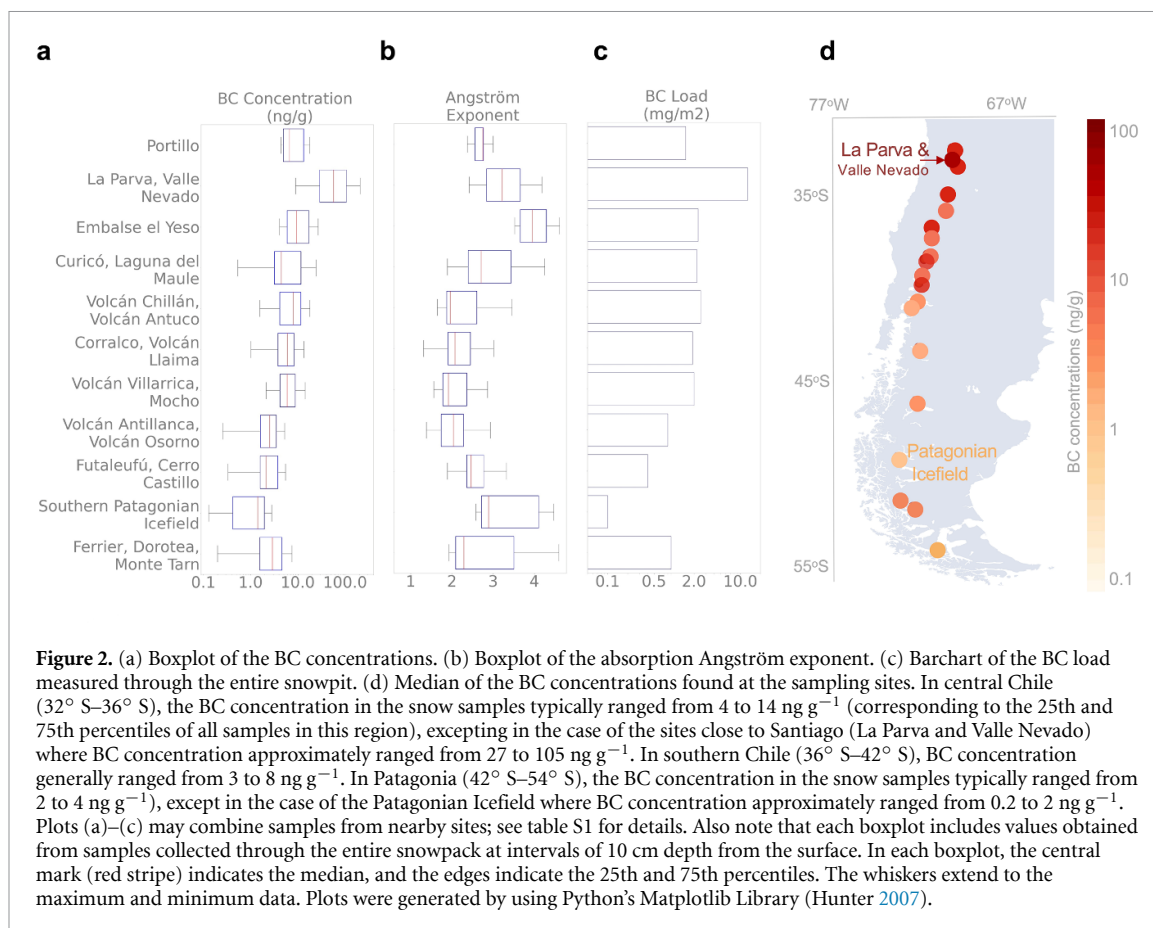 a
b
c
d
BC Concentration
(ng/g)
Angström
Exponent
BC Load
(mg/m2)
77ºW
67ºW
Portillo
La Parva, Valle
Nevado
Embalse el Yeso
Curicó, Laguna del
Maule
Volcán Chillán,
Volcán Antuco
Corralco, Volcán
Llaima
Volcán Villarrica,
Mocho
Volcán Antillanca,
Volcán Osorno
Futaleufú, Cerro
Castillo
Southern Patagonian
Icefield
Ferrier, Dorotea,
Monte Tarn
0.1 1.0 10.0 100.0
1 2 3 4
0.1 0.5 2.0 10.0
La Parva &
Valle Nevado
35ºS
45ºS
55ºS
Patagonian
Icefield
100
10
1
0.1
BC concentrations (ng/g)
Figure 2. (a) Boxplot of the BC concentrations. (b) Boxplot of the absorption Angström exponent. (c) Barchart of the BC load
measured through the entire snowpit. (d) Median of the BC concentrations found at the sampling sites. In central Chile
(32° S–36° S), the BC concentration in the snow samples typically ranged from 4 to 14 ng g⁻¹ (corresponding to the 25th and
75th percentiles of all samples in this region), excepting in the case of the sites close to Santiago (La Parva and Valle Nevado)
where BC concentration approximately ranged from 27 to 105 ng g⁻¹. In southern Chile (36° S–42° S), BC concentration
generally ranged from 3 to 8 ng g⁻¹. In Patagonia (42° S–54° S), the BC concentration in the snow samples typically ranged from
2 to 4 ng g⁻¹), except in the case of the Patagonian Icefield where BC concentration approximately ranged from 0.2 to 2 ng g⁻¹.
Plots (a)–(c) may combine samples from nearby sites; see table S1 for details. Also note that each boxplot includes values obtained
from samples collected through the entire snowpack at intervals of 10 cm depth from the surface. In each boxplot, the central
mark (red stripe) indicates the median, and the edges indicate the 25th and 75th percentiles. The whiskers extend to the
maximum and minimum data. Plots were generated by using Python's Matplotlib Library (Hunter 2007).